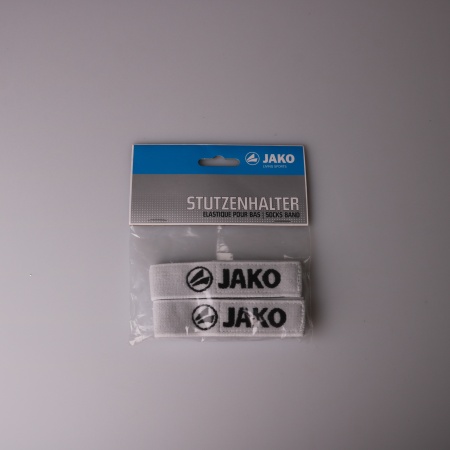 JAKO
STUTZENHALTER
ELASTIQUE POUR BAS | SOCKS BAND
JAKO
JAKO